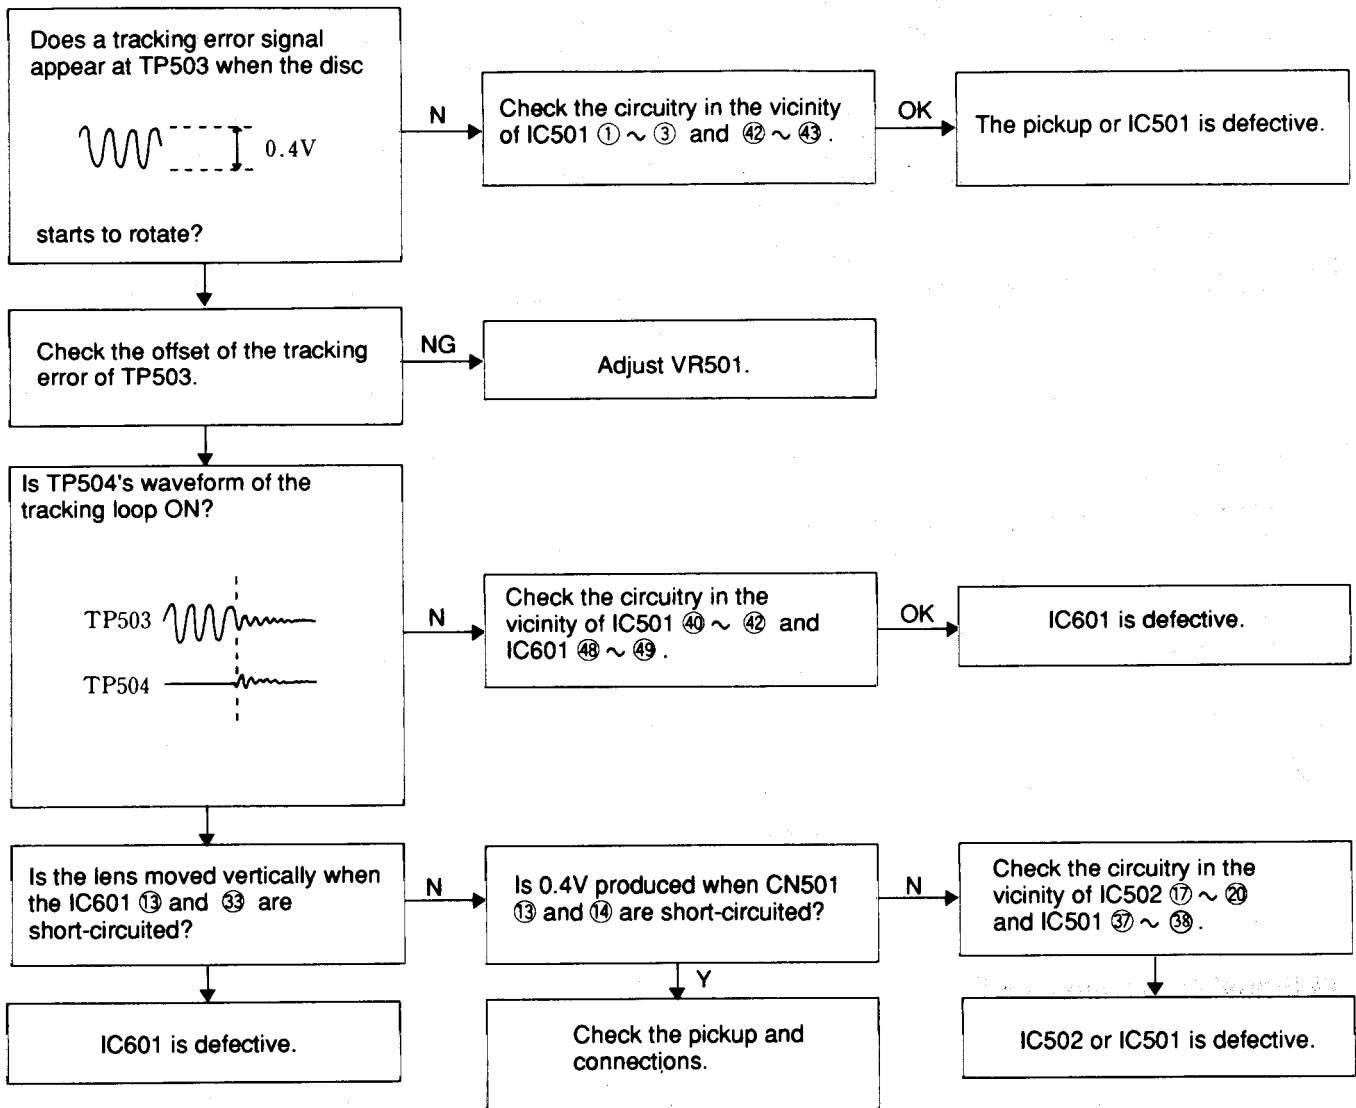 Does a tracking error signal
appear at TP503 when the disc
0.4V
starts to rotate?
N
Check the circuitry in the vicinity
of IC501 ① ~ ③ and ㊷ ~ ㊸ .
OK
The pickup or IC501 is defective.
Check the offset of the tracking
error of TP503.
NG
Adjust VR501.
Is TP504's waveform of the
tracking loop ON?
TP503
TP504
N
Check the circuitry in the
vicinity of IC501 ㊵ ~ ㊷ and
IC601 ㊽ ~ ㊾ .
OK
IC601 is defective.
Is the lens moved vertically when
the IC601 ⑬ and ㉝ are
short-circuited?
N
Is 0.4V produced when CN501
⑬ and ⑭ are short-circuited?
N
Check the circuitry in the
vicinity of IC502 ⑰ ~ ⑳
and IC501 ㊲ ~ ㊳ .
Y
IC601 is defective.
Check the pickup and
connections.
IC502 or IC501 is defective.